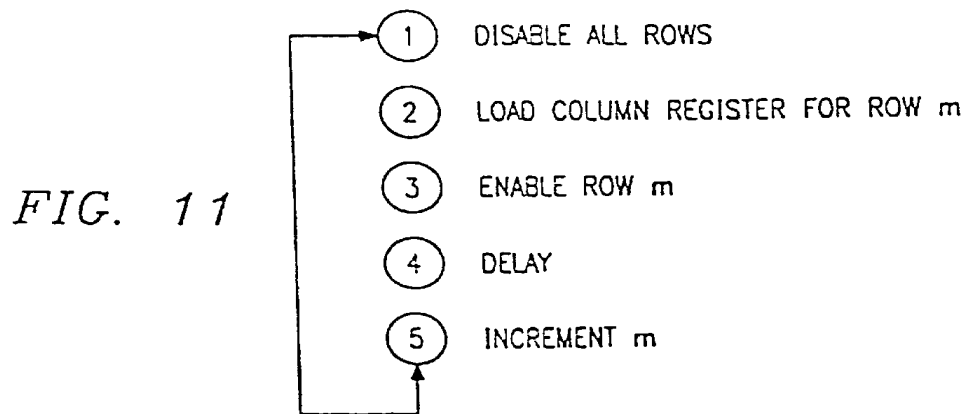 1 DISABLE ALL ROWS
2 LOAD COLUMN REGISTER FOR ROW m
3 ENABLE ROW m
FIG. 11
4 DELAY
5 INCREMENT m